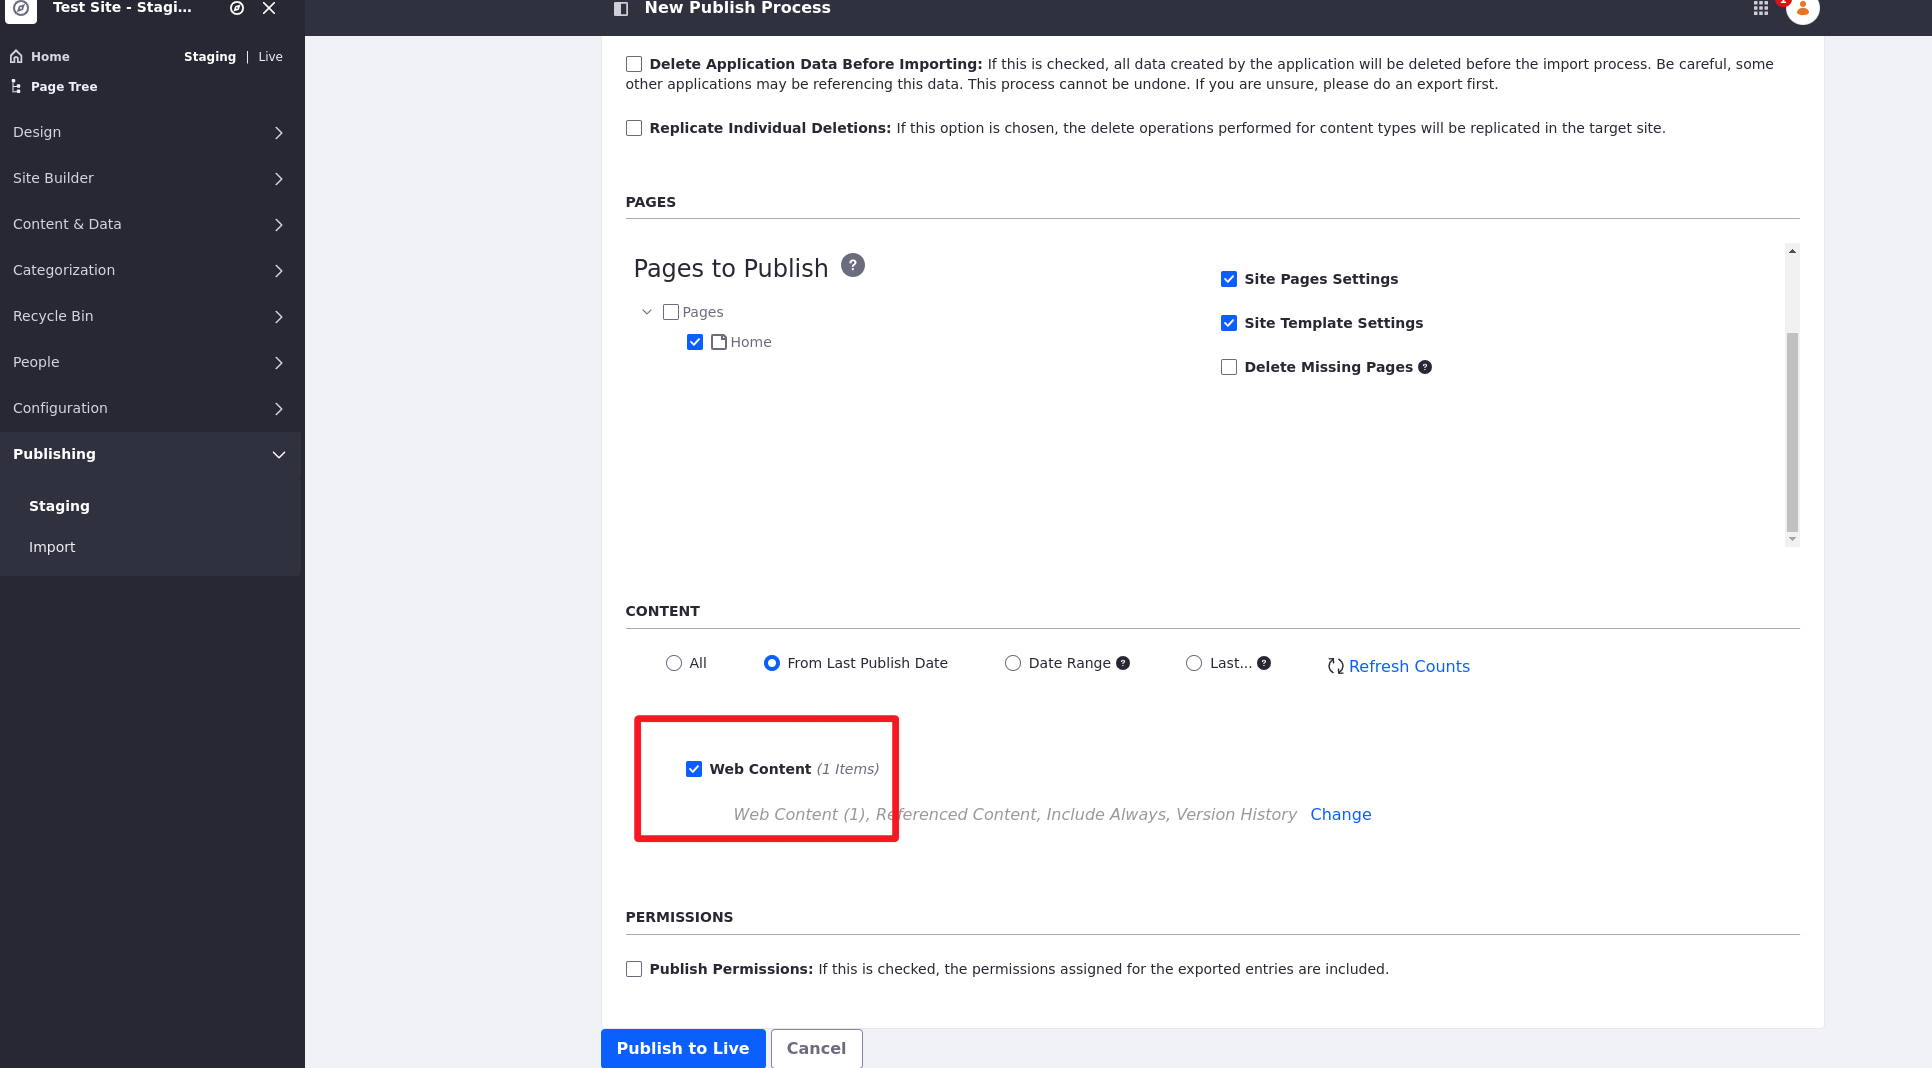 Test Site - Stagi...
New Publish Process
Home
Staging | Live
Page Tree
Design
Site Builder
Content & Data
Categorization
Recycle Bin
People
Configuration
Publishing
Staging
Import
Delete Application Data Before Importing: If this is checked, all data created by the application will be deleted before the import process. Be careful, some
other applications may be referencing this data. This process cannot be undone. If you are unsure, please do an export first.
Replicate Individual Deletions: If this option is chosen, the delete operations performed for content types will be replicated in the target site.
PAGES
Pages to Publish ?
Pages
Home
Site Pages Settings
Site Template Settings
Delete Missing Pages ?
CONTENT
All
From Last Publish Date
Date Range ?
Last... ?
Refresh Counts
Web Content (1 Items)
Web Content (1), Referenced Content, Include Always, Version History Change
PERMISSIONS
Publish Permissions: If this is checked, the permissions assigned for the exported entries are included.
Publish to Live
Cancel